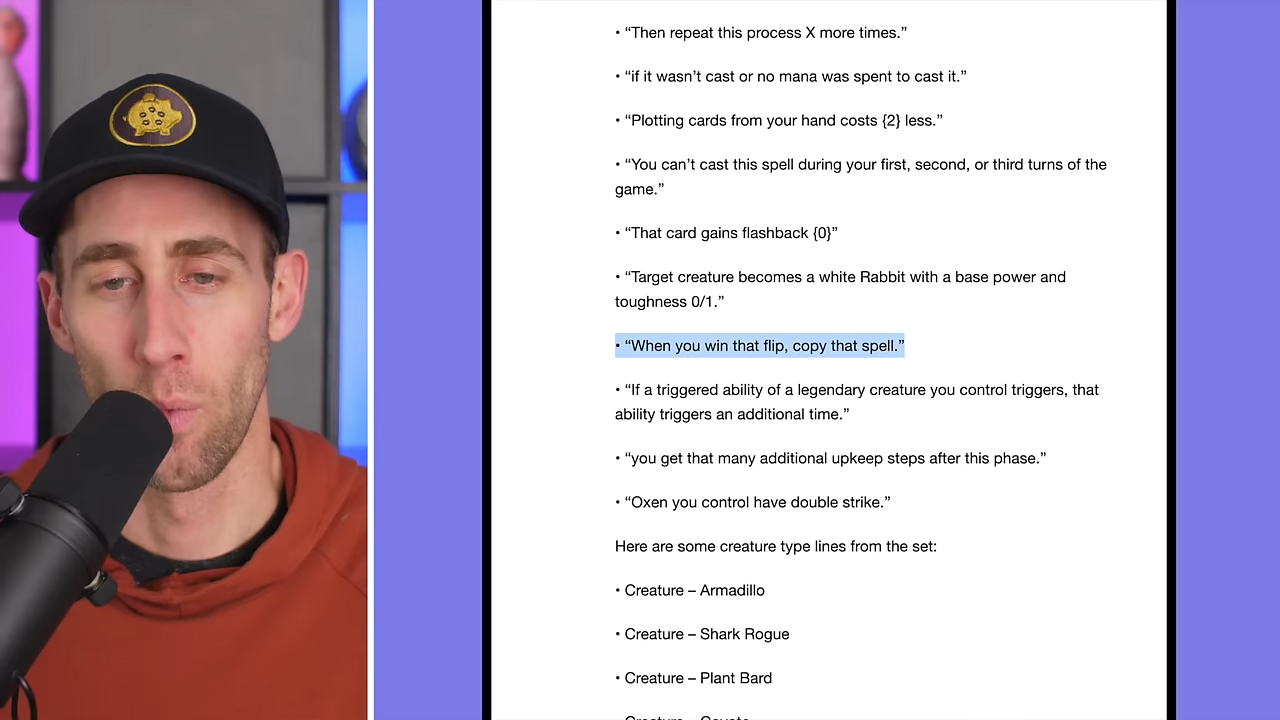 • “Then repeat this process X more times.”
• “if it wasn’t cast or no mana was spent to cast it.”
• “Plotting cards from your hand costs {2} less.”
• “You can’t cast this spell during your first, second, or third turns of the
game.”
• “That card gains flashback {0}”
• “Target creature becomes a white Rabbit with a base power and
toughness 0/1.”
• “When you win that flip, copy that spell.”
• “If a triggered ability of a legendary creature you control triggers, that
ability triggers an additional time.”
• “you get that many additional upkeep steps after this phase.”
• “Oxen you control have double strike.”
Here are some creature type lines from the set:
• Creature – Armadillo
• Creature – Shark Rogue
• Creature – Plant Bard